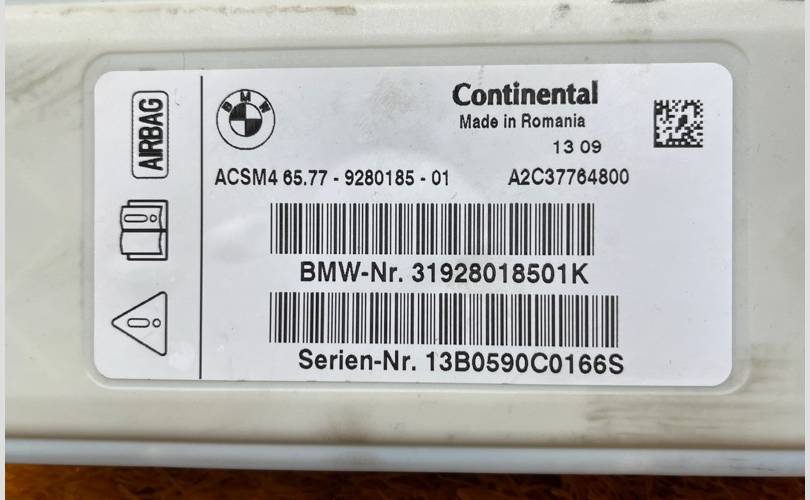 AIRBAG
BMW
Continental
Made in Romania
13 09
ACSM4 65.77 - 9280185 - 01 A2C37764800
BMW-Nr. 31928018501K
Serien-Nr. 13B0590C0166S